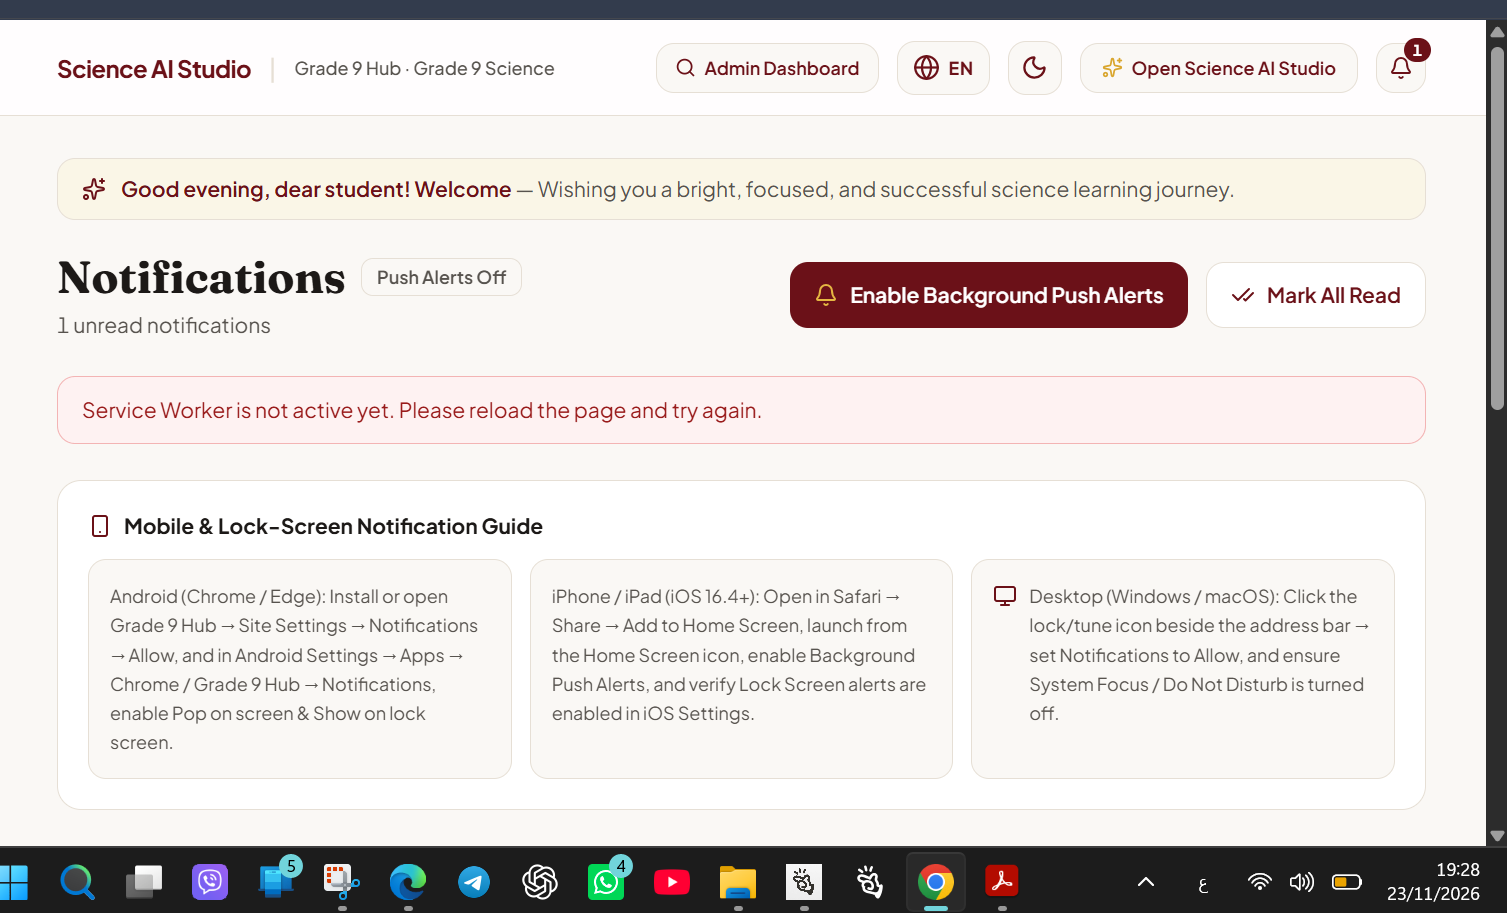 Science AI Studio
Grade 9 Hub · Grade 9 Science
Admin Dashboard
EN
Open Science AI Studio
1
Good evening, dear student! Welcome — Wishing you a bright, focused, and successful science learning journey.
Notifications
Push Alerts Off
1 unread notifications
Enable Background Push Alerts
Mark All Read
Service Worker is not active yet. Please reload the page and try again.
Mobile & Lock-Screen Notification Guide
Android (Chrome / Edge): Install or open
Grade 9 Hub → Site Settings → Notifications
→ Allow, and in Android Settings → Apps →
Chrome / Grade 9 Hub → Notifications,
enable Pop on screen & Show on lock
screen.
iPhone / iPad (iOS 16.4+): Open in Safari →
Share → Add to Home Screen, launch from
the Home Screen icon, enable Background
Push Alerts, and verify Lock Screen alerts are
enabled in iOS Settings.
Desktop (Windows / macOS): Click the
lock/tune icon beside the address bar →
set Notifications to Allow, and ensure
System Focus / Do Not Disturb is turned
off.
5
4
ع
19:28
23/11/2026